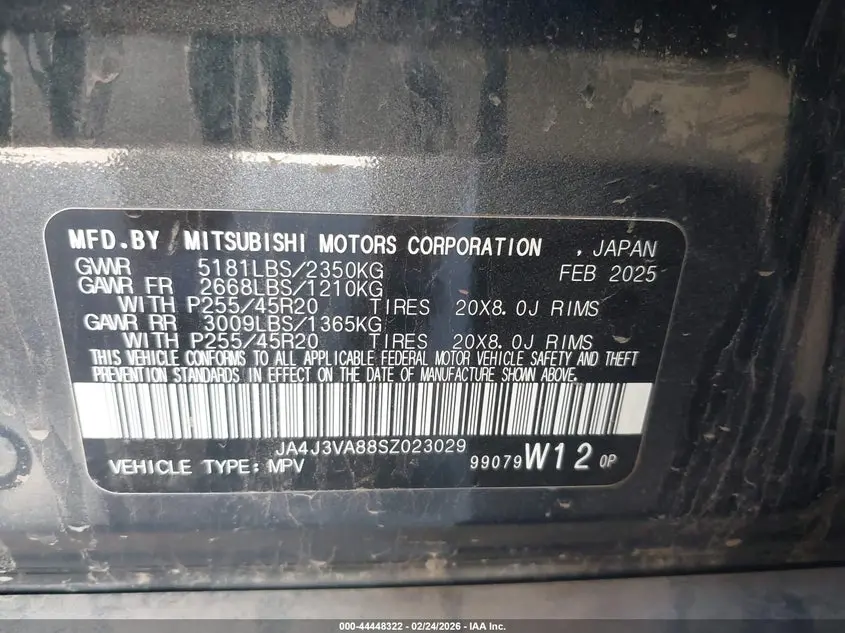 MFD.BY MITSUBISHI MOTORS CORPORATION , JAPAN
GWVR 5181LBS/2350KG FEB 2025
GAWR FR 2668LBS/1210KG
WITH P255/45R20 TIRES 20X8.0J RIMS
GAWR RR 3009LBS/1365KG
WITH P255/45R20 TIRES 20X8.0J RIMS
THIS VEHICLE CONFORMS TO ALL APPLICABLE FEDERAL MOTOR VEHICLE SAFETY AND THEFT
PREVENTION STANDARDS IN EFFECT ON THE DATE OF MANUFACTURE SHOWN ABOVE.
JA4J3VA88SZ023029
VEHICLE TYPE: MPV 99079 W12 0P
000-44448322 - 02/24/2026 - IAA Inc.